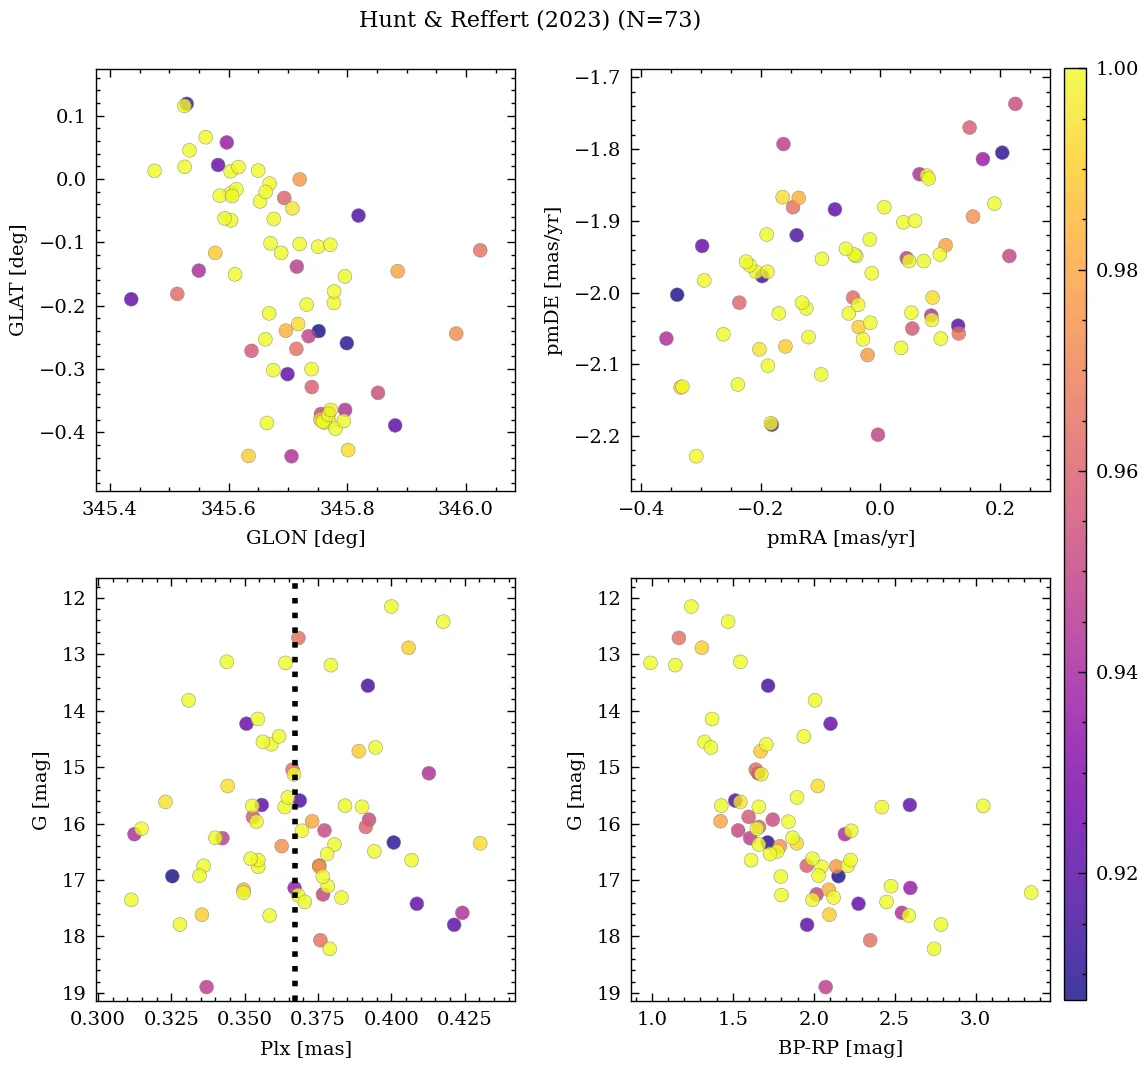 Hunt & Reffert (2023) (N=73)
0.1
0.0
−0.1
−0.2
−0.3
−0.4
GLAT [deg]
345.4 345.6 345.8 346.0
GLON [deg]
−1.7
−1.8
−1.9
−2.0
−2.1
−2.2
pmDE [mas/yr]
−0.4 −0.2 0.0 0.2
pmRA [mas/yr]
12
13
14
15
16
17
18
19
G [mag]
0.300 0.325 0.350 0.375 0.400 0.425
Plx [mas]
12
13
14
15
16
17
18
19
G [mag]
1.0 1.5 2.0 2.5 3.0
BP-RP [mag]
1.00
0.98
0.96
0.94
0.92